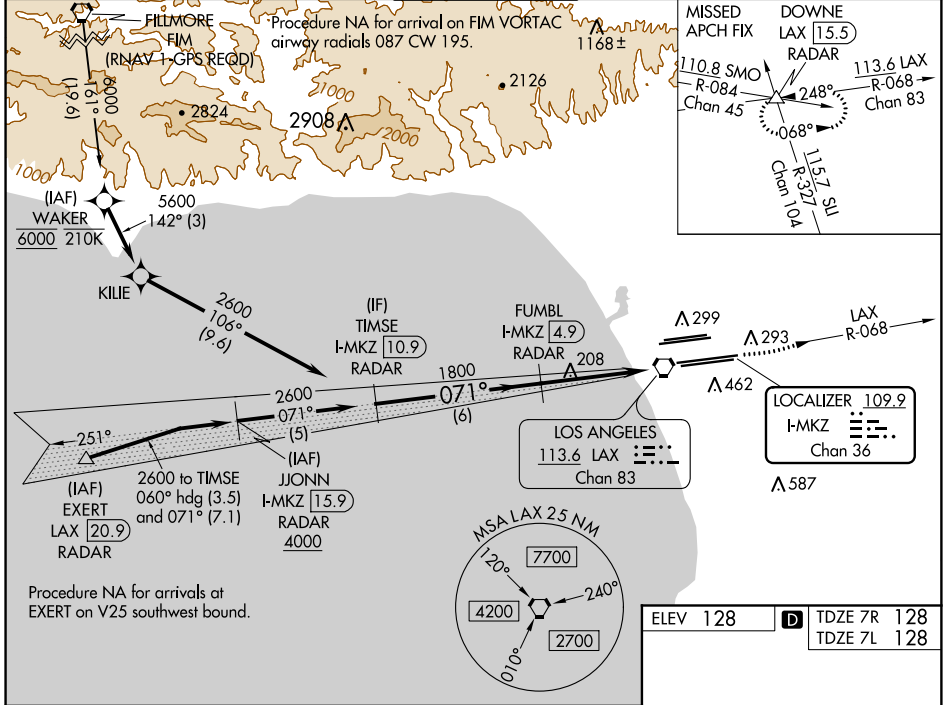 FILLMORE
FIM
(RNAV 1-GPS REQD)
Procedure NA for arrival on FIM VORTAC
airway radials 087 CW 195.
1168±
2126
2824
2908
1000
2000
1000
6000
161°
(19.6)
MISSED
APCH FIX
DOWNE
LAX 15.5
RADAR
110.8 SMO
R-084
Chan 45
113.6 LAX
R-068
Chan 83
248°
068°
115.7 SLI
R-327
Chan 104
(IAF)
WAKER
6000 210K
5600
142° (3)
KILIE
2600
106°
(9.6)
(IF)
TIMSE
I-MKZ 10.9
RADAR
FUMBL
I-MKZ 4.9
RADAR
208
299
293
462
587
LAX
R-068
1800
071°
(6)
2600
071°
(5)
251°
(IAF)
EXERT
LAX 20.9
RADAR
2600 to TIMSE
060° hdg (3.5)
and 071° (7.1)
(IAF)
JJONN
I-MKZ 15.9
RADAR
4000
LOS ANGELES
113.6 LAX
Chan 83
LOCALIZER 109.9
I-MKZ
Chan 36
Procedure NA for arrivals at
EXERT on V25 southwest bound.
MSA LAX 25 NM
120°
7700
240°
4200
2700
010°
ELEV 128
D
TDZE 7R 128
TDZE 7L 128